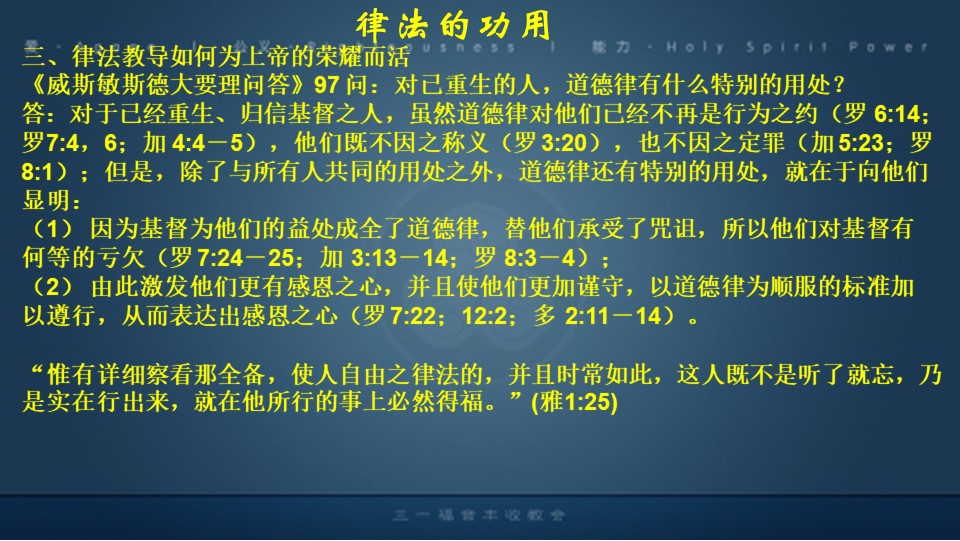 律法的功用
爱·Agape | 公义·Righteousness | 能力·Holy Spirit Power
三、律法教导如何为上帝的荣耀而活
《威斯敏斯德大要理问答》97 问：对已重生的人，道德律有什么特别的用处？
答：对于已经重生、归信基督之人，虽然道德律对他们已经不再是行为之约（罗 6:14；
罗7:4，6；加 4:4－5），他们既不因之称义（罗 3:20），也不因之定罪（加5:23；罗
8:1）；但是，除了与所有人共同的用处之外，道德律还有特别的用处，就在于向他们
显明：
（1） 因为基督为他们的益处成全了道德律，替他们承受了咒诅，所以他们对基督有
何等的亏欠（罗7:24－25；加 3:13－14；罗 8:3－4）；
（2） 由此激发他们更有感恩之心，并且使他们更加谨守，以道德律为顺服的标准加
以遵行，从而表达出感恩之心（罗7:22；12:2；多 2:11－14）。
“惟有详细察看那全备，使人自由之律法的，并且时常如此，这人既不是听了就忘，乃
是实在行出来，就在他所行的事上必然得福。”(雅1:25)
三一福音丰收教会